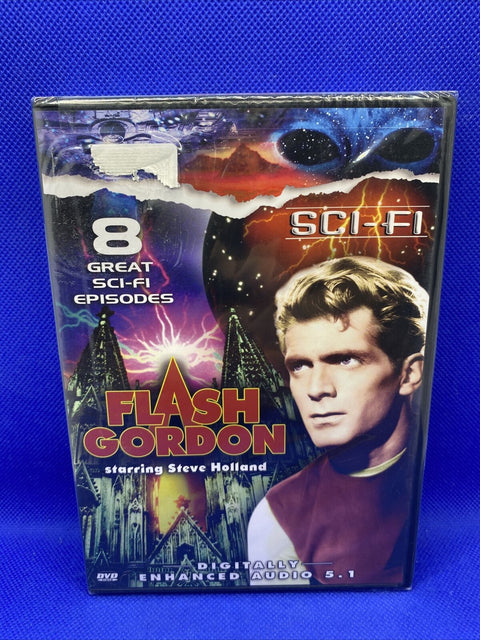 SCI-FI
8
GREAT
SCI-FI
EPISODES
FLASH
GORDON
starring Steve Holland
DIGITALLY
ENHANCED AUDIO 5.1
DVD